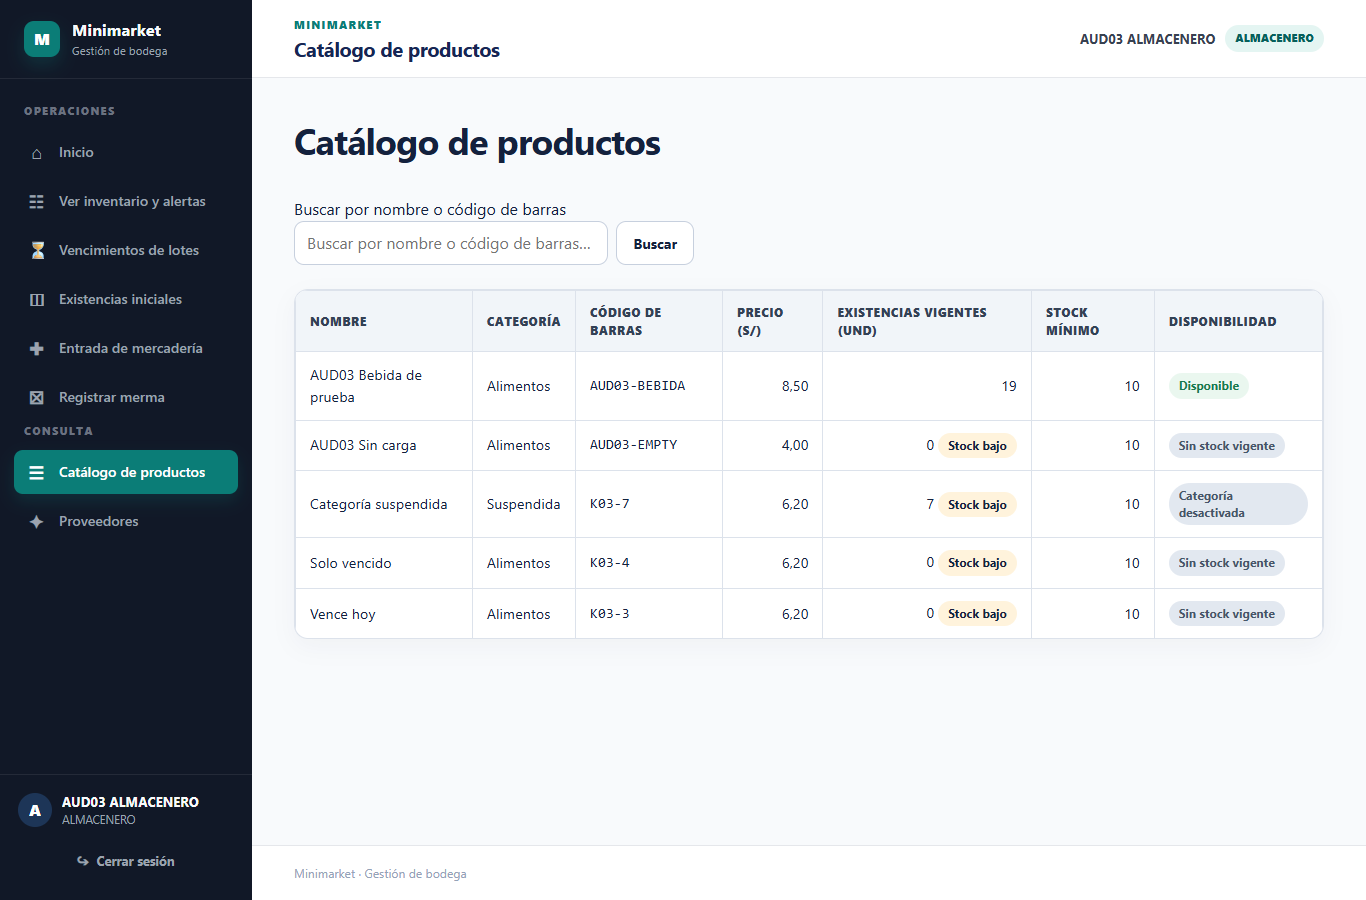 M
Minimarket
Gestión de bodega
OPERACIONES
Inicio
Ver inventario y alertas
Vencimientos de lotes
Existencias iniciales
Entrada de mercadería
Registrar merma
CONSULTA
Catálogo de productos
Proveedores
A
AUD03 ALMACENERO
ALMACENERO
Cerrar sesión
MINIMARKET
Catálogo de productos
AUD03 ALMACENERO ALMACENERO
Catálogo de productos
Buscar por nombre o código de barras
Buscar por nombre o código de barras... Buscar
NOMBRE CATEGORÍA CÓDIGO DE BARRAS PRECIO (S/) EXISTENCIAS VIGENTES (UND) STOCK MÍNIMO DISPONIBILIDAD
AUD03 Bebida de prueba Alimentos AUD03-BEBIDA 8,50 19 10 Disponible
AUD03 Sin carga Alimentos AUD03-EMPTY 4,00 0 Stock bajo 10 Sin stock vigente
Categoría suspendida Suspendida K03-7 6,20 7 Stock bajo 10 Categoría desactivada
Solo vencido Alimentos K03-4 6,20 0 Stock bajo 10 Sin stock vigente
Vence hoy Alimentos K03-3 6,20 0 Stock bajo 10 Sin stock vigente
Minimarket · Gestión de bodega